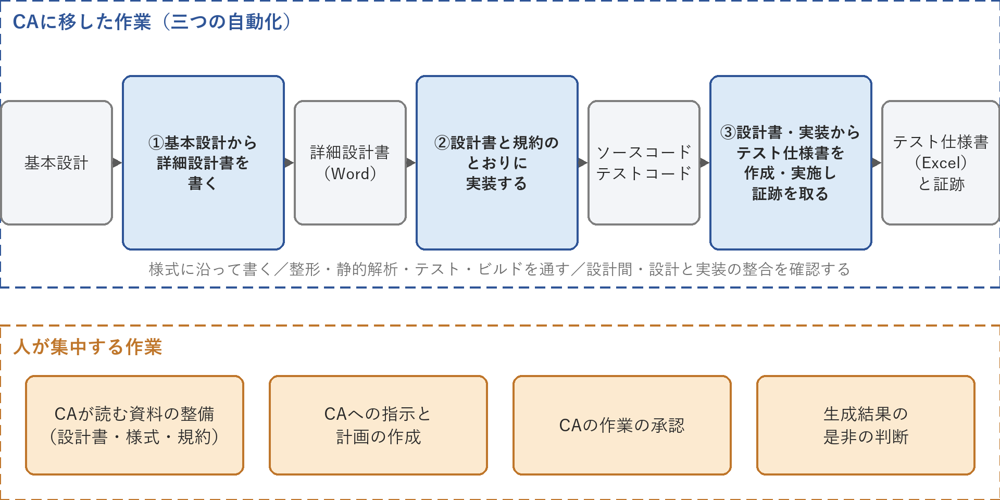 CAに移した作業（三つの自動化）
基本設計
①基本設計から
詳細設計書を
書く
詳細設計書
（Word）
②設計書と規約の
とおりに
実装する
ソースコード
テストコード
③設計書・実装から
テスト仕様書を
作成・実施し
証跡を取る
テスト仕様書
（Excel）
と証跡
様式に沿って書く／整形・静的解析・テスト・ビルドを通す／設計間・設計と実装の整合を確認する
人が集中する作業
CAが読む資料の整備
（設計書・様式・規約）
CAへの指示と
計画の作成
CAの作業の承認
生成結果の
是非の判断